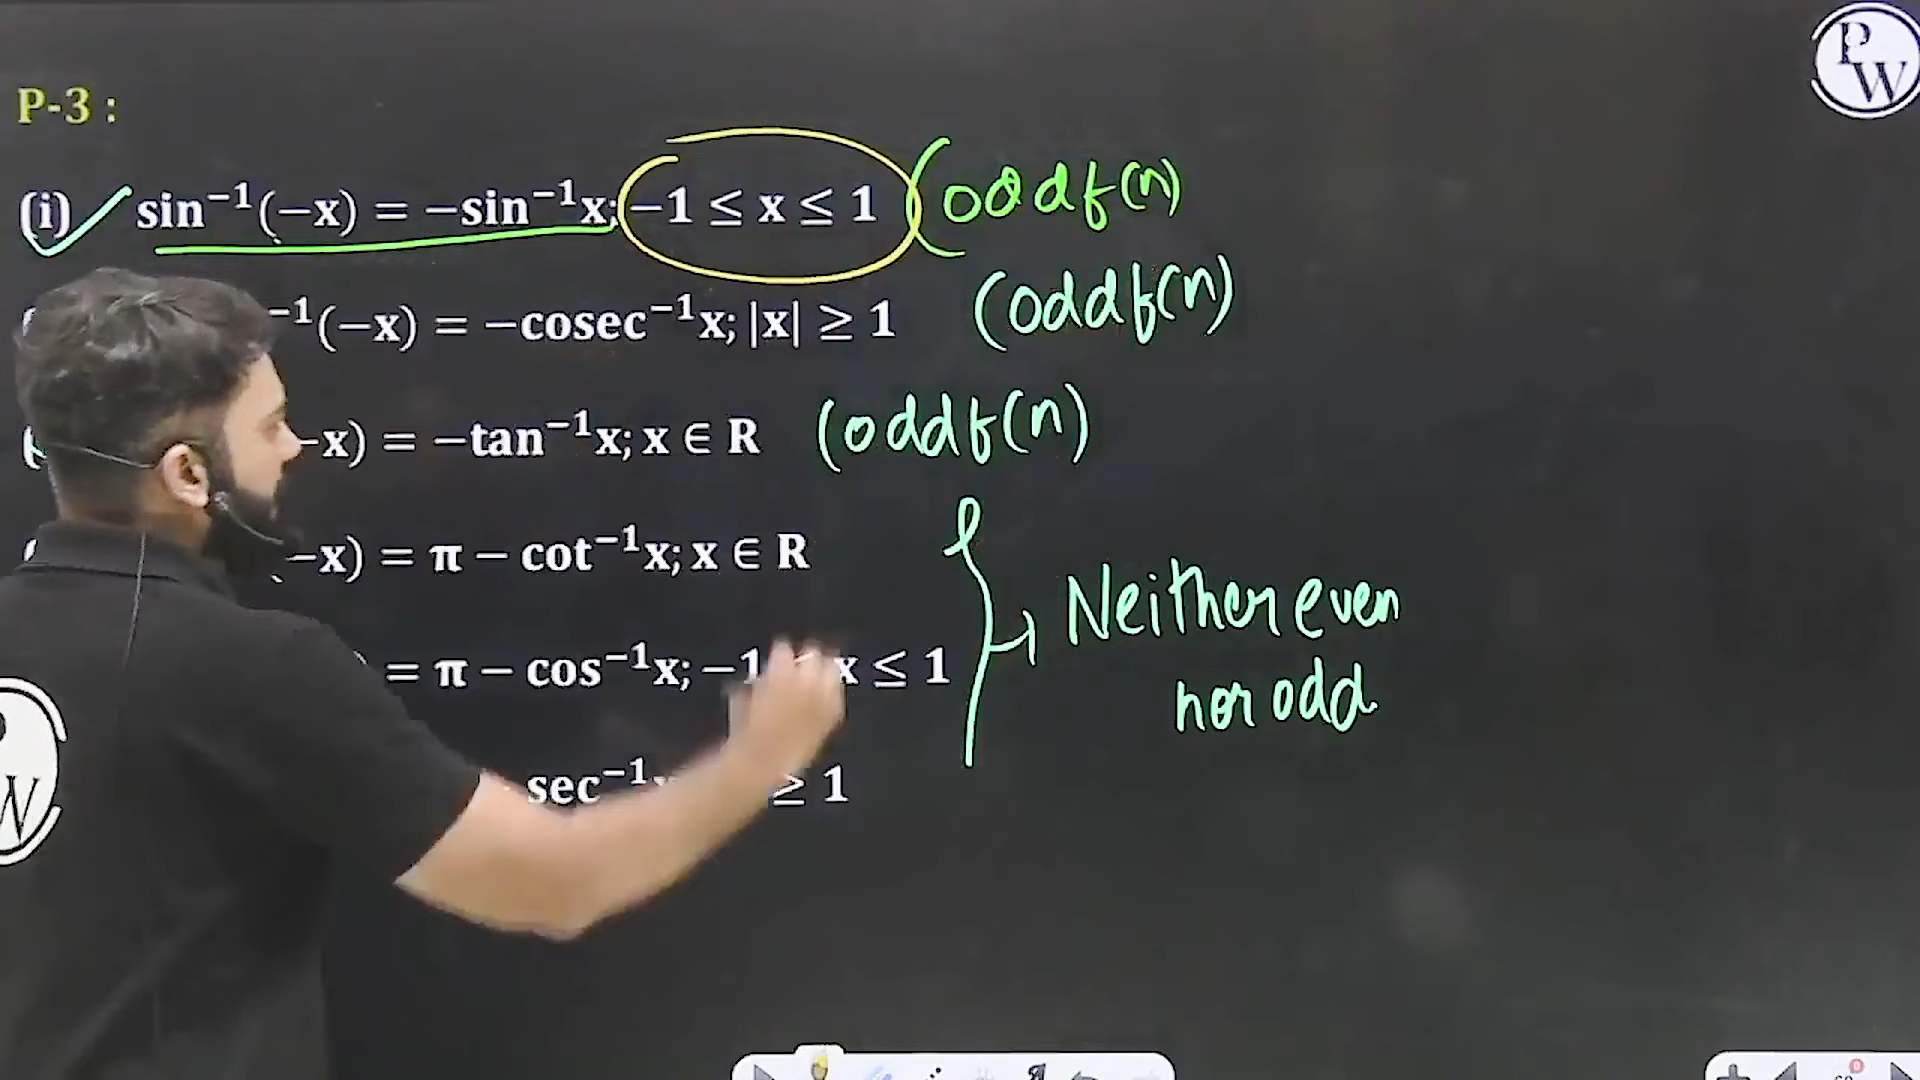 PW
P-3 :
(i) sin⁻¹(−x) = −sin⁻¹x; −1 ≤ x ≤ 1 (odd f(n)
⁻¹(−x) = −cosec⁻¹x; |x| ≥ 1 (odd f(n)
−x) = −tan⁻¹x; x ∈ R (odd f(n)
−x) = π − cot⁻¹x; x ∈ R
= π − cos⁻¹x; −1 x ≤ 1
sec⁻¹ ≥ 1
Neither even
nor odd